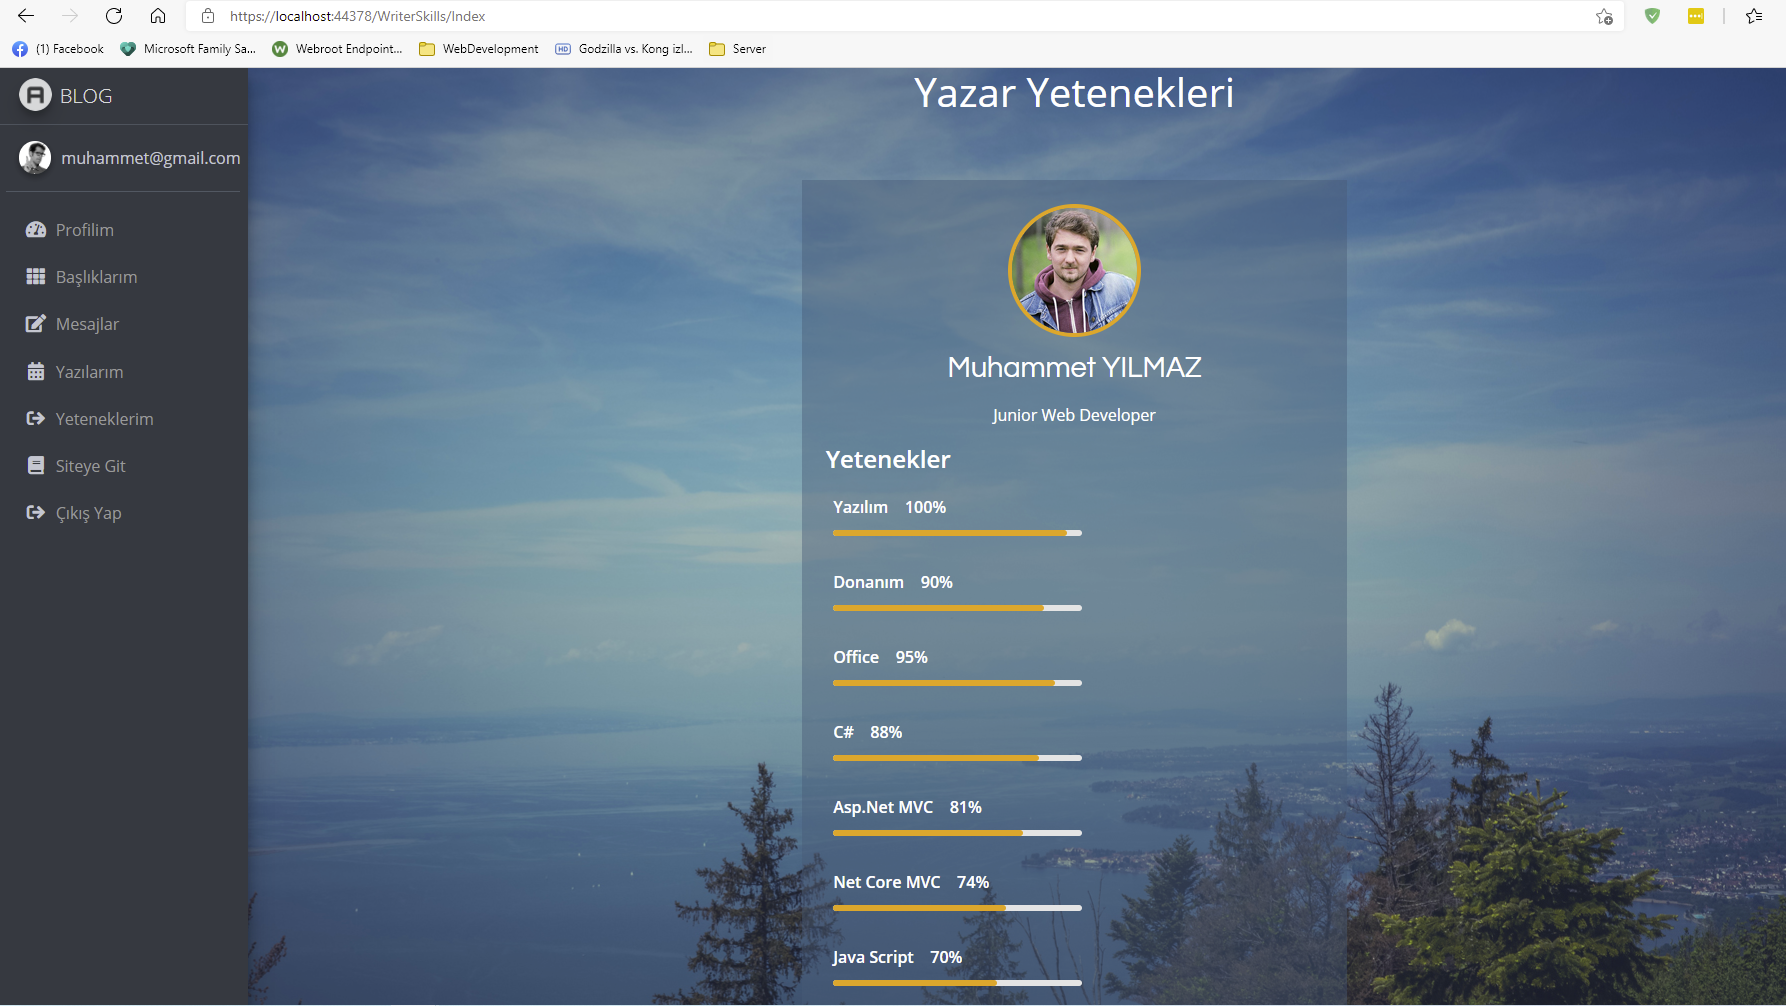 https://localhost:44378/WriterSkills/Index
(1) Facebook
Microsoft Family Sa...
Webroot Endpoint...
WebDevelopment
HD
Godzilla vs. Kong izl...
Server
A BLOG
muhammet@gmail.com
Profilim
Başlıklarım
Mesajlar
Yazılarım
Yeteneklerim
Siteye Git
Çıkış Yap
Yazar Yetenekleri
Muhammet YILMAZ
Junior Web Developer
Yetenekler
Yazılım 100%
Donanım 90%
Office 95%
C# 88%
Asp.Net MVC 81%
Net Core MVC 74%
Java Script 70%